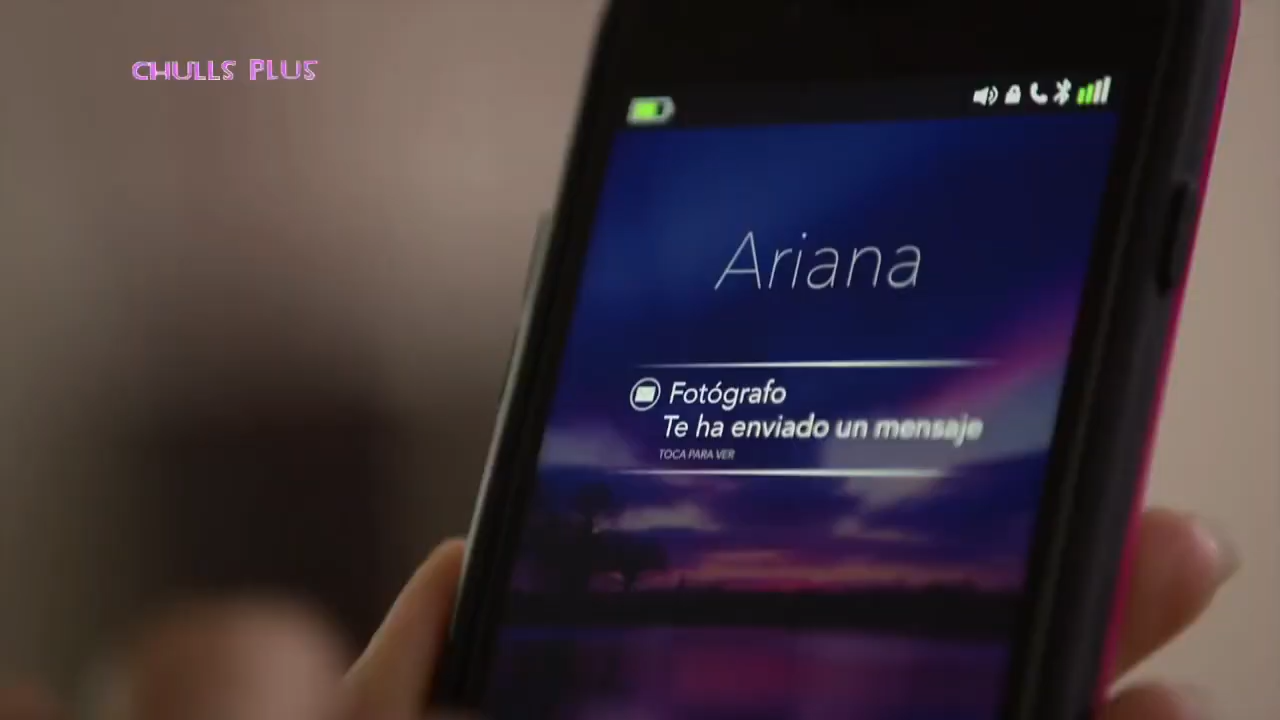 CHULLS PLUS
Ariana
Fotógrafo
Te ha enviado un mensaje
TOCA PARA VER